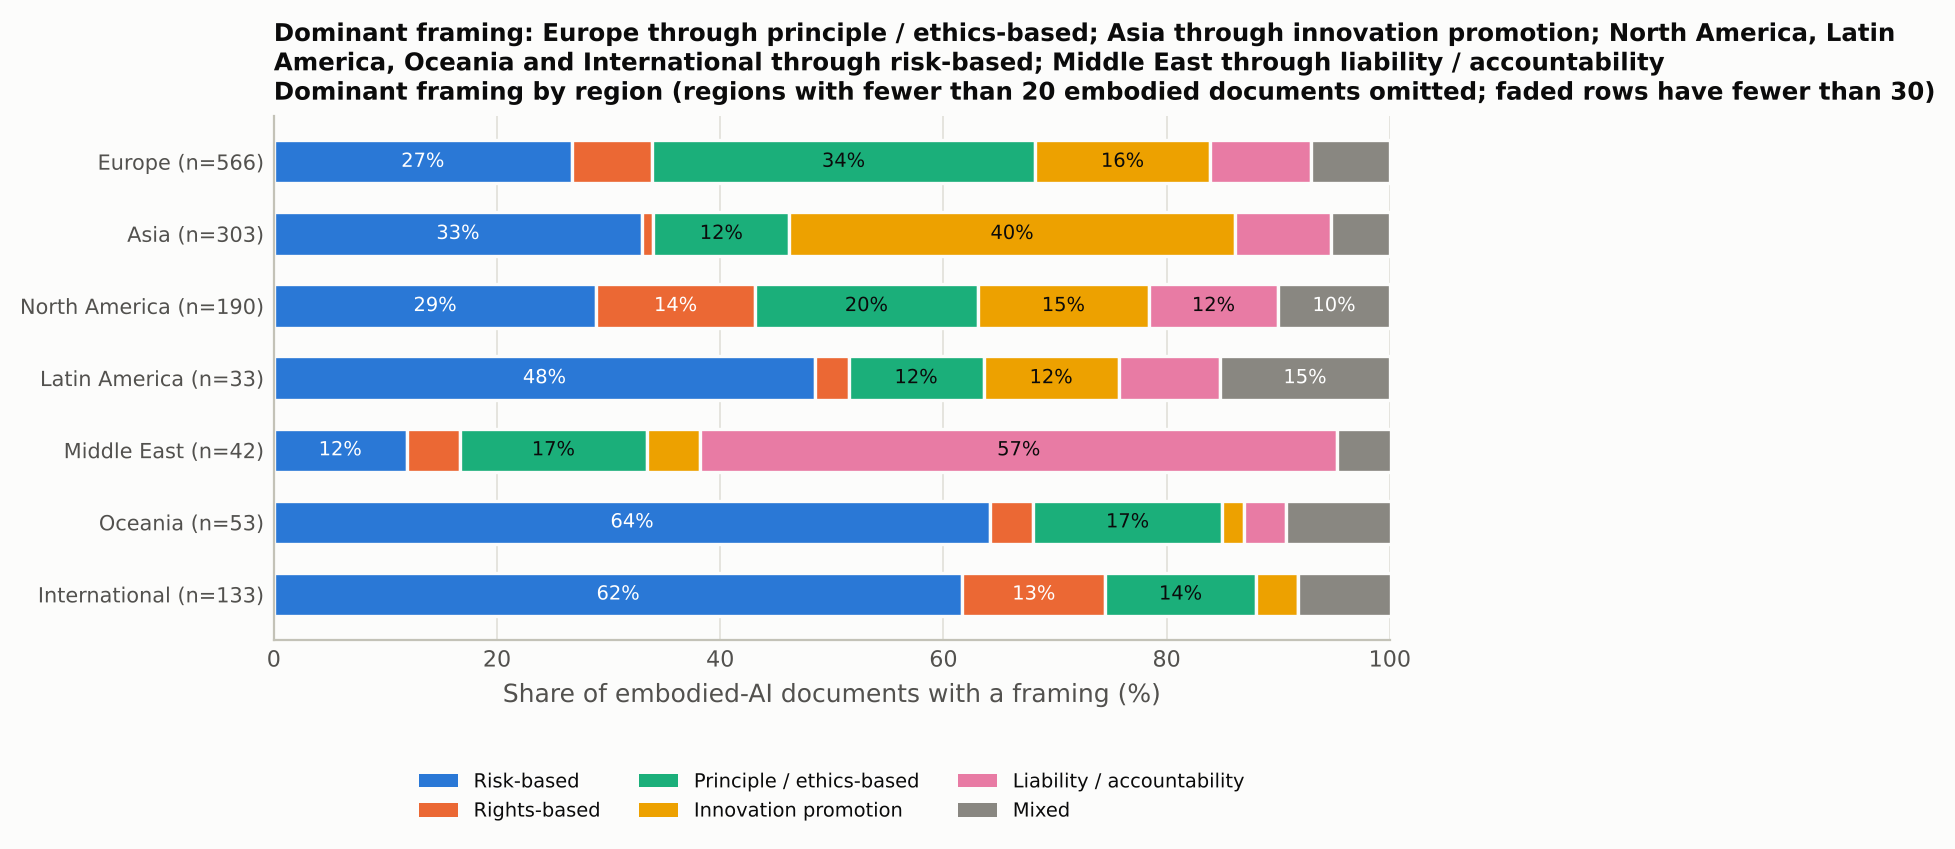 Dominant framing: Europe through principle / ethics-based; Asia through innovation promotion; North America, Latin
America, Oceania and International through risk-based; Middle East through liability / accountability
Dominant framing by region (regions with fewer than 20 embodied documents omitted; faded rows have fewer than 30)
Europe (n=566) 27% 34% 16%
Asia (n=303) 33% 12% 40%
North America (n=190) 29% 14% 20% 15% 12% 10%
Latin America (n=33) 48% 12% 12% 15%
Middle East (n=42) 12% 17% 57%
Oceania (n=53) 64% 17%
International (n=133) 62% 13% 14%
0 20 40 60 80 100
Share of embodied-AI documents with a framing (%)
Risk-based Principle / ethics-based Liability / accountability
Rights-based Innovation promotion Mixed